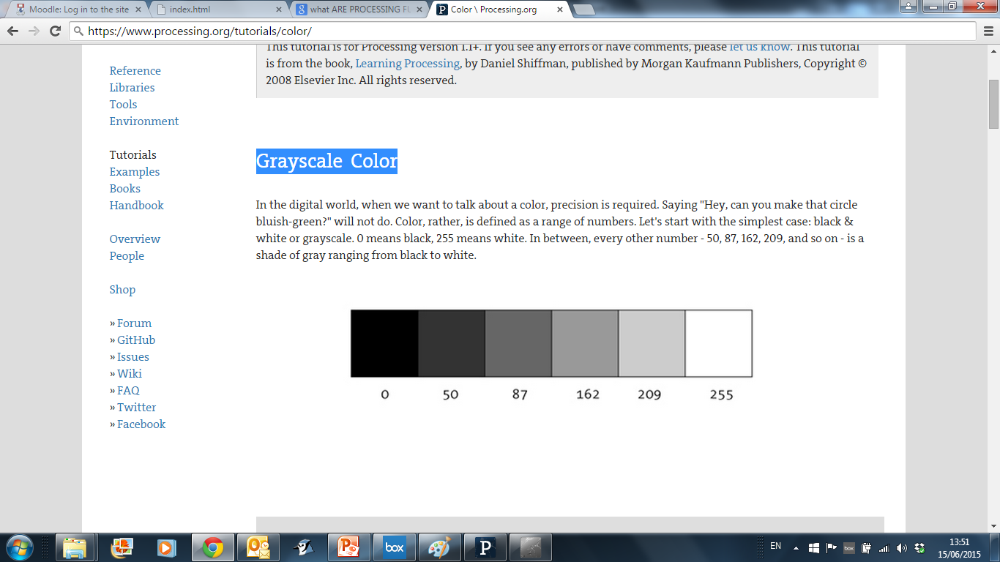 Moodle: Log in to the site
index.html
what ARE PROCESSING FU
Color \ Processing.org
https://www.processing.org/tutorials/color/
This tutorial is for Processing version 1.1+. If you see any errors or have comments, please let us know. This tutorial
is from the book, Learning Processing, by Daniel Shiffman, published by Morgan Kaufmann Publishers, Copyright ©
2008 Elsevier Inc. All rights reserved.
Reference
Libraries
Tools
Environment
Tutorials
Examples
Books
Handbook
Overview
People
Shop
» Forum
» GitHub
» Issues
» Wiki
» FAQ
» Twitter
» Facebook
Grayscale Color
In the digital world, when we want to talk about a color, precision is required. Saying "Hey, can you make that circle
bluish-green?" will not do. Color, rather, is defined as a range of numbers. Let's start with the simplest case: black &
white or grayscale. 0 means black, 255 means white. In between, every other number - 50, 87, 162, 209, and so on - is a
shade of gray ranging from black to white.
0 50 87 162 209 255
box
EN
box
13:51
15/06/2015